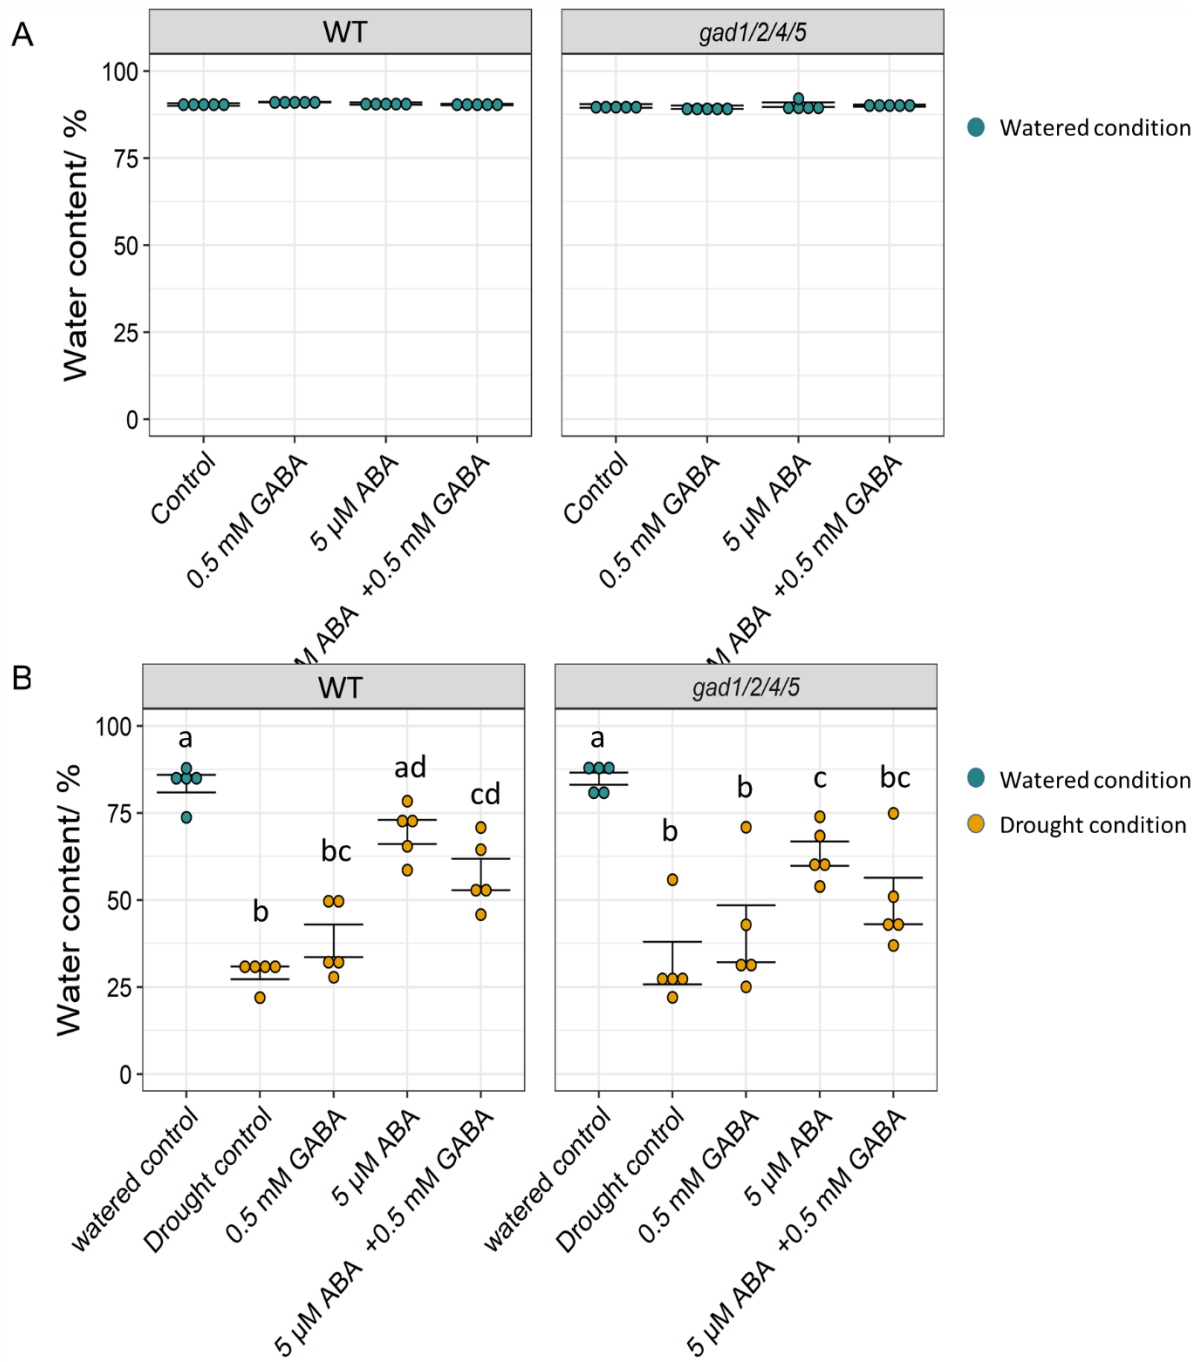 A
WT
gad1/2/4/5
Water content/ %
100
75
50
25
0
Watered condition
Control
0.5 mM GABA
5 µM ABA
M ABA +0.5 mM GABA
Control
0.5 mM GABA
5 µM ABA
M ABA +0.5 mM GABA
B
WT
gad1/2/4/5
Water content/ %
100
75
50
25
0
a
b
bc
ad
cd
a
b
b
c
bc
Watered condition
Drought condition
watered control
Drought control
0.5 mM GABA
5 µM ABA
5 µM ABA +0.5 mM GABA
watered control
Drought control
0.5 mM GABA
5 µM ABA
5 µM ABA +0.5 mM GABA